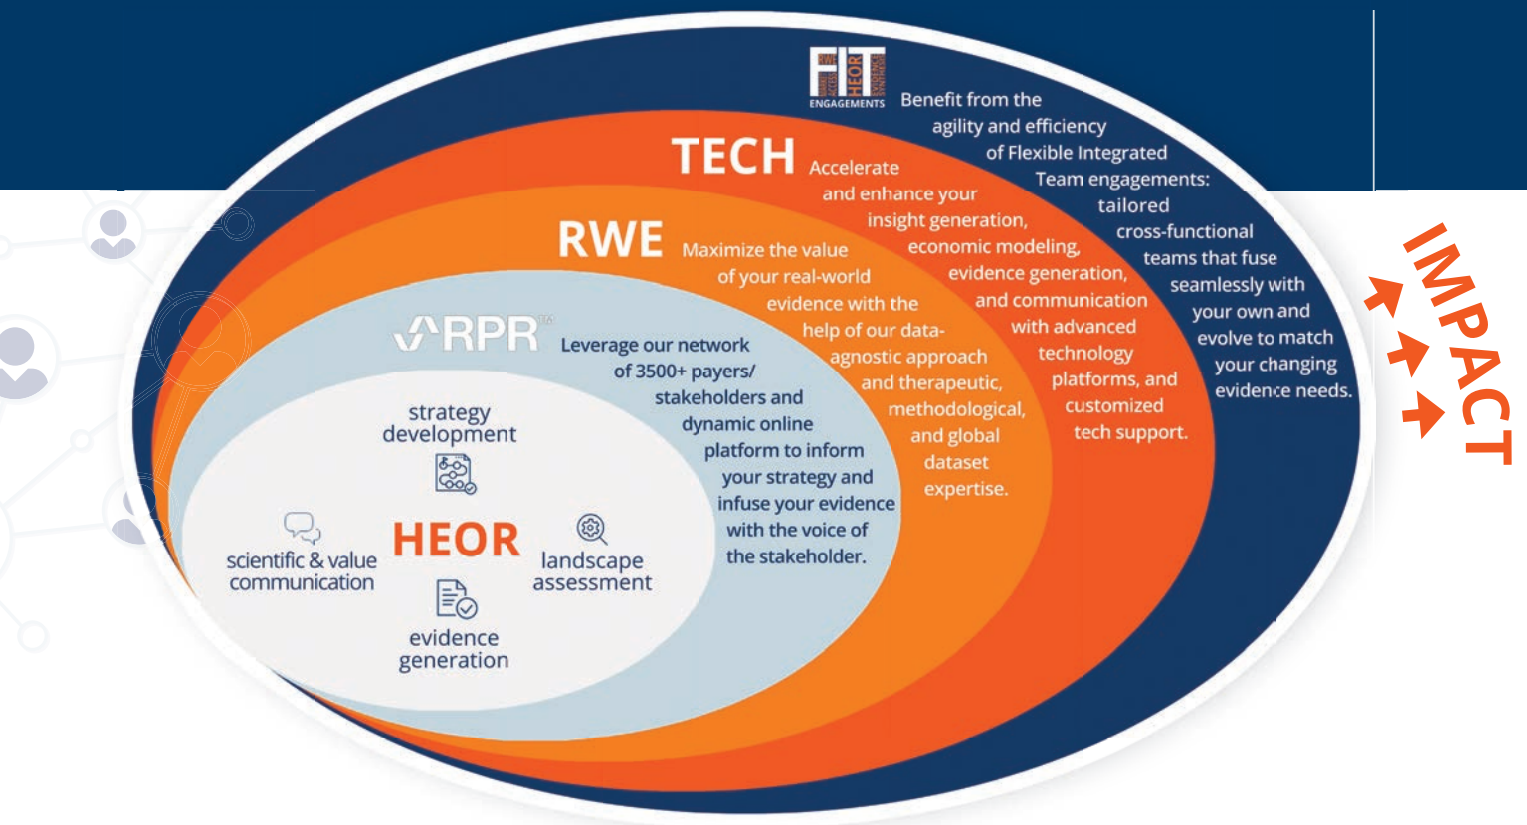 FIT
HEOR
ENGAGEMENTS
Benefit from the
agility and efficiency
of Flexible Integrated
Team engagements:
tailored
cross-functional
teams that fuse
seamlessly with
your own and
evolve to match
your changing
evidence needs.
TECH
Accelerate
and enhance your
insight generation,
economic modeling,
evidence generation,
and communication
with advanced
technology
platforms, and
customized
tech support.
RWE
Maximize the value
of your real-world
evidence with the
help of our data-
agnostic approach
and therapeutic,
methodological,
and global
dataset
expertise.
RPR™
Leverage our network
of 3500+ payers/
stakeholders and
dynamic online
platform to inform
your strategy and
infuse your evidence
with the voice of
the stakeholder.
strategy
development
HEOR
scientific & value
communication
landscape
assessment
evidence
generation
IMPACT